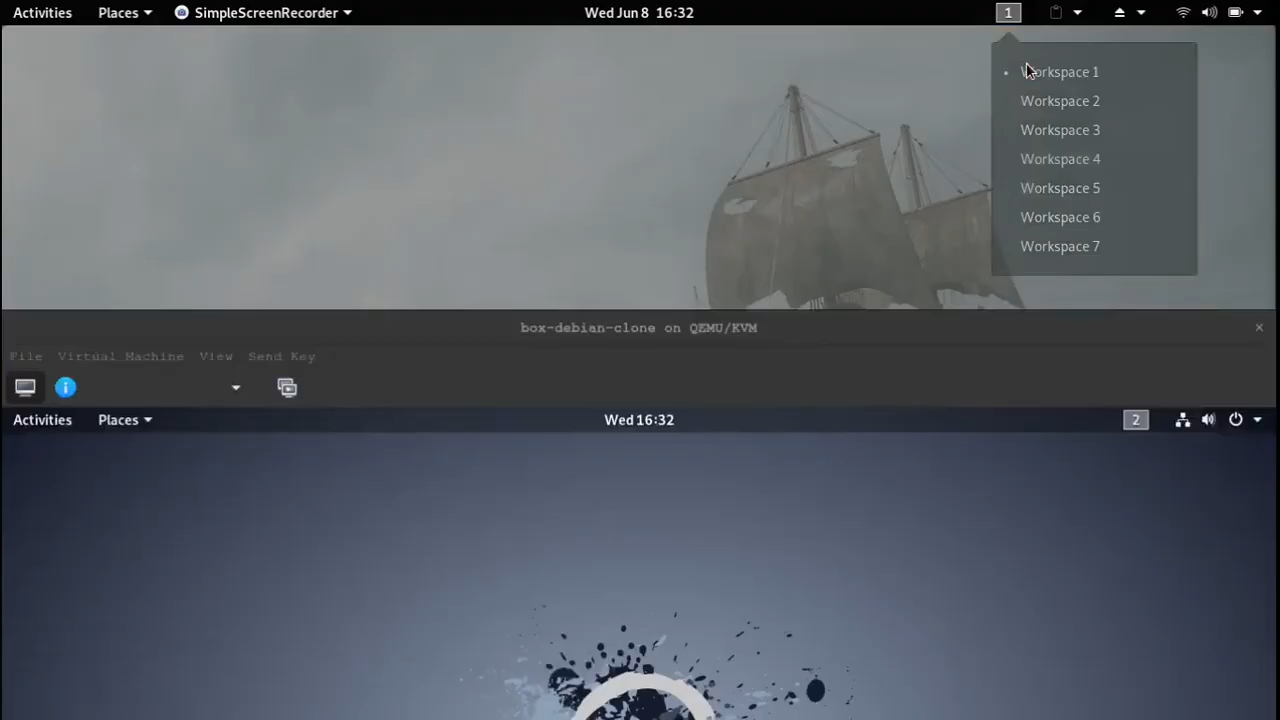 Activities Places SimpleScreenRecorder Wed Jun 8 16:32 1
Workspace 1
Workspace 2
Workspace 3
Workspace 4
Workspace 5
Workspace 6
Workspace 7
box-debian-clone on QEMU/KVM
File Virtual Machine View Send Key
Activities Places Wed 16:32 2